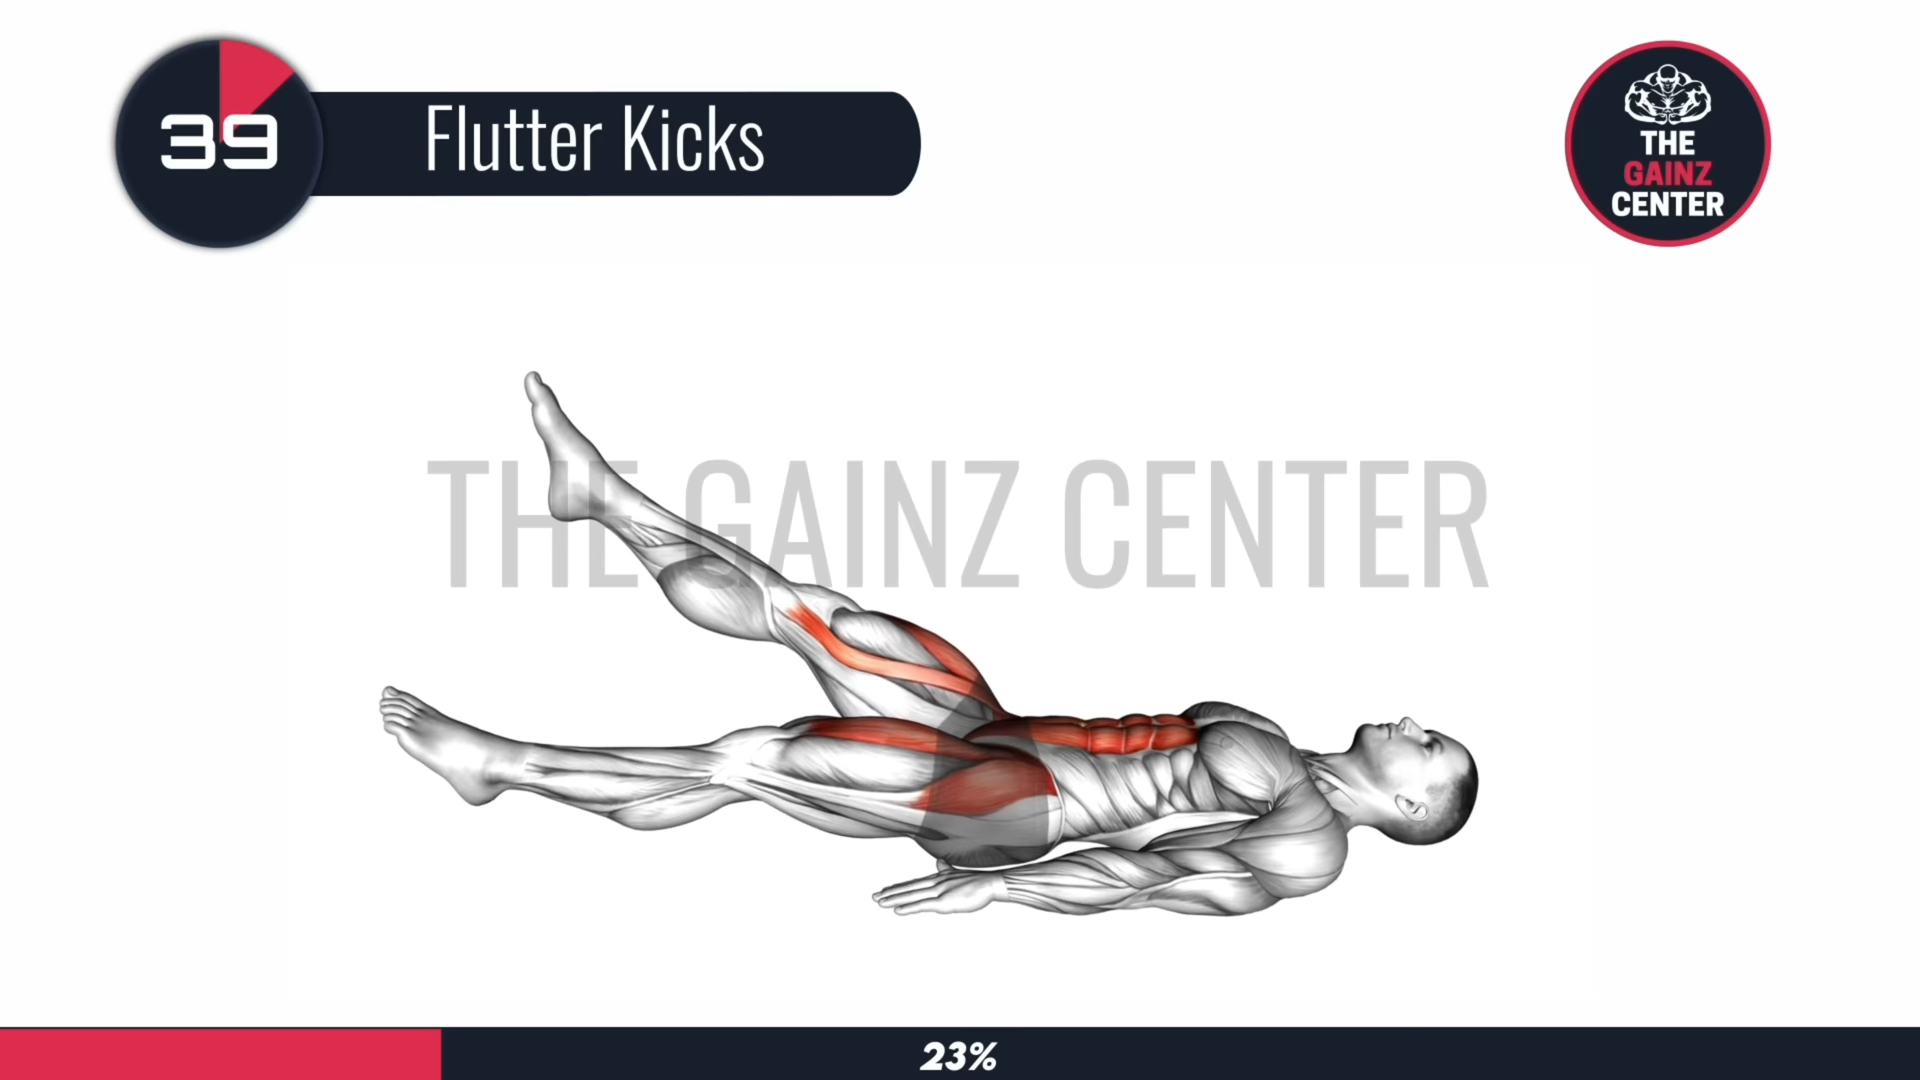 39
Flutter Kicks
THE
GAINZ
CENTER
THE GAINZ CENTER
23%